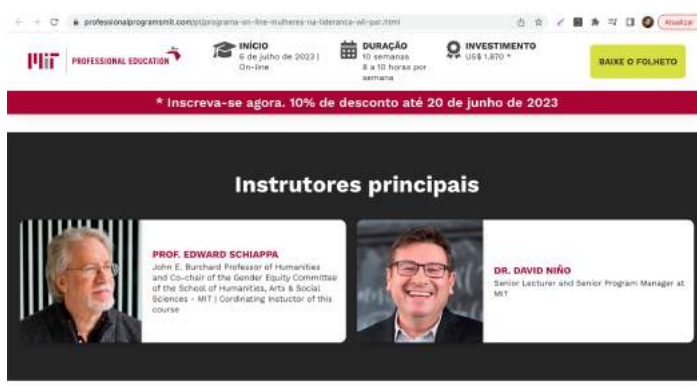 professionalprogramsmit.com/pt/programa-on-line-mulheres-na-lideranca-wil-por.html
Atualizar
MIT PROFESSIONAL EDUCATION
INÍCIO
6 de julho de 2023 |
On-line
DURAÇÃO
10 semanas
8 a 10 horas por
semana
INVESTIMENTO
US$ 1,870 *
BAIXE O FOLHETO
* Inscreva-se agora. 10% de desconto até 20 de junho de 2023
Instrutores principais
PROF. EDWARD SCHIAPPA
John E. Burchard Professor of Humanities
and Co-chair of the Gender Equity Committee
of the School of Humanities, Arts & Social
Sciences - MIT | Cordinating Instuctor of this
course
DR. DAVID NIÑO
Senior Lecturer and Senior Program Manager at
MIT